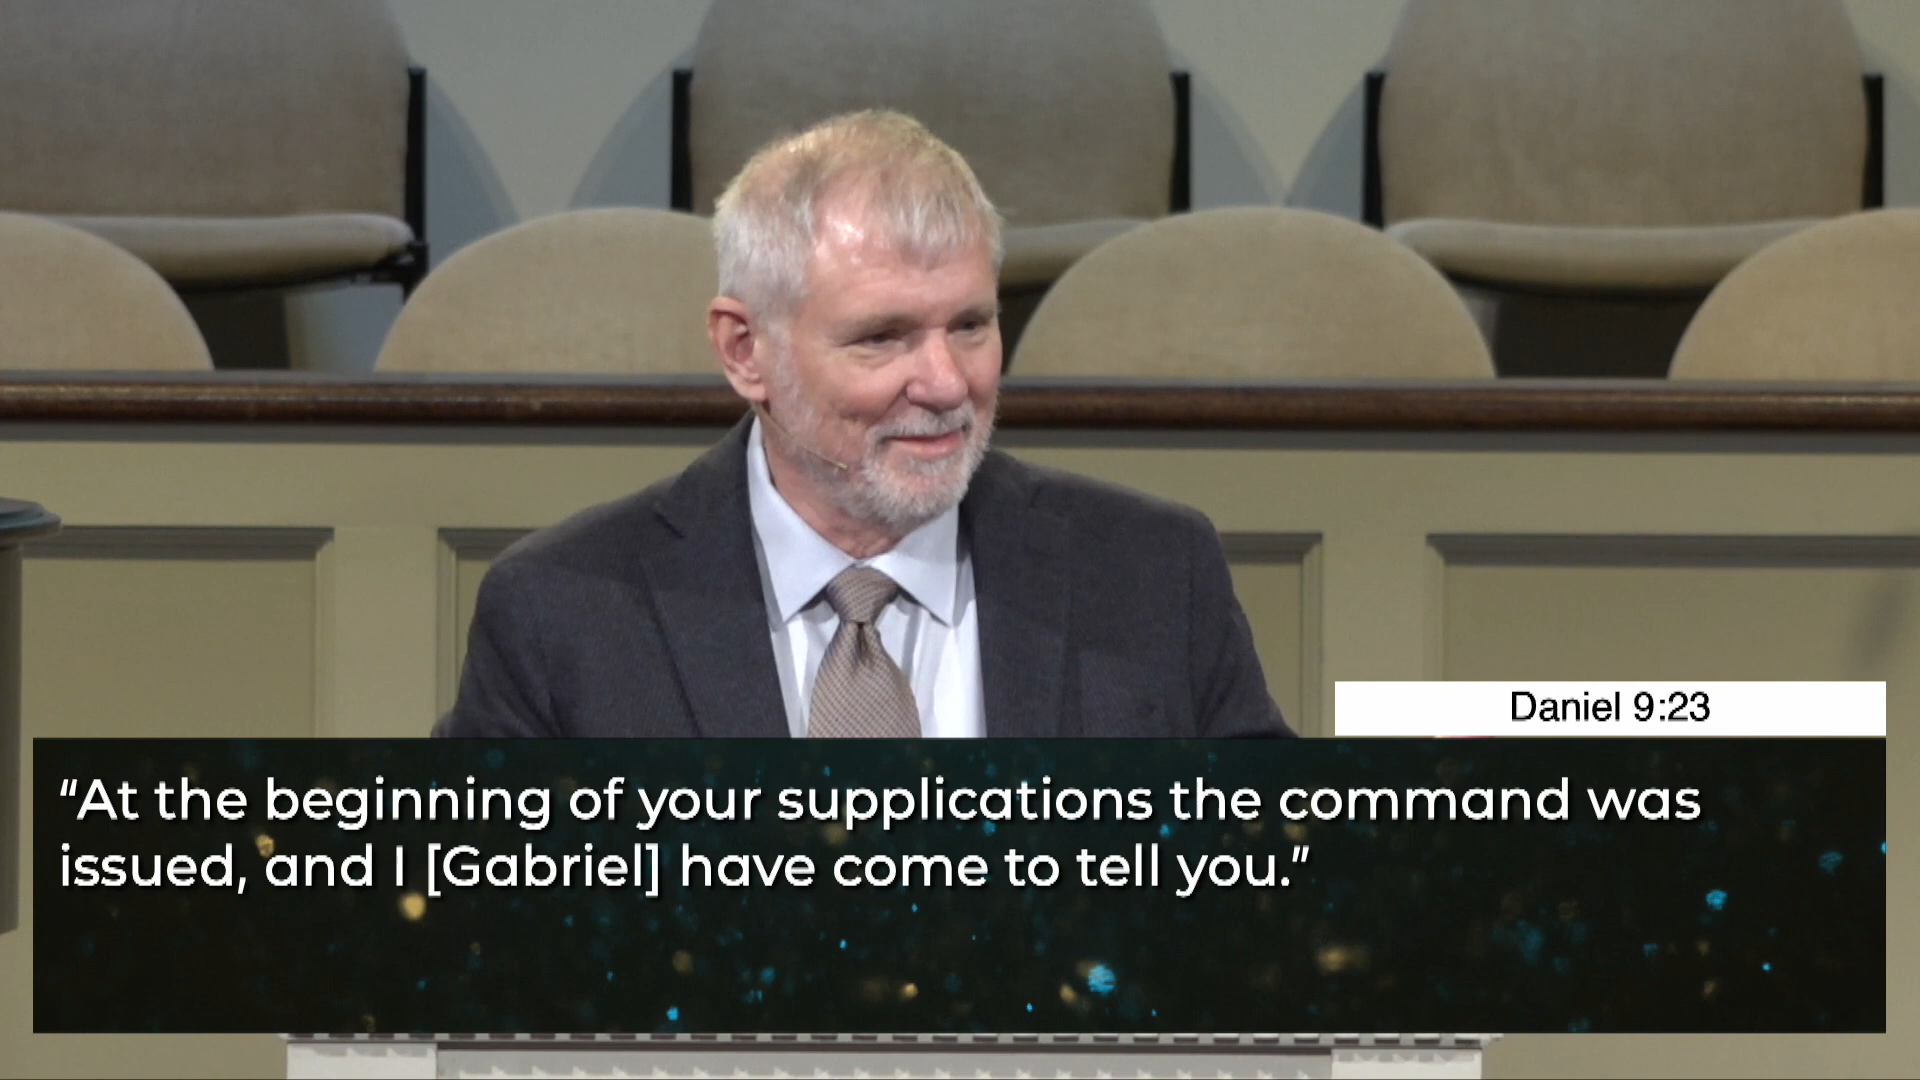 Daniel 9:23
“At the beginning of your supplications the command was
issued, and I [Gabriel] have come to tell you.”